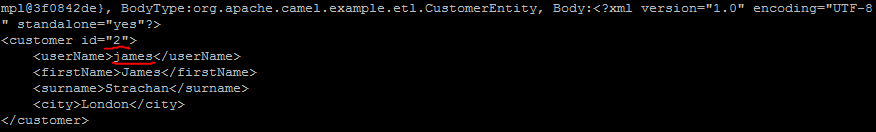 mpl@3f0842de}, BodyType:org.apache.camel.example.etl.CustomerEntity, Body:<?xml version="1.0" encoding="UTF-8
" standalone="yes"?>
<customer id="2">
    <userName>james</userName>
    <firstName>James</firstName>
    <surname>Strachan</surname>
    <city>London</city>
</customer>